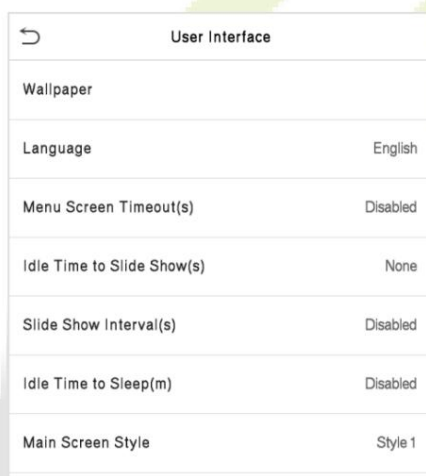 User Interface
Wallpaper
Language English
Menu Screen Timeout(s) Disabled
Idle Time to Slide Show(s) None
Slide Show Interval(s) Disabled
Idle Time to Sleep(m) Disabled
Main Screen Style Style 1